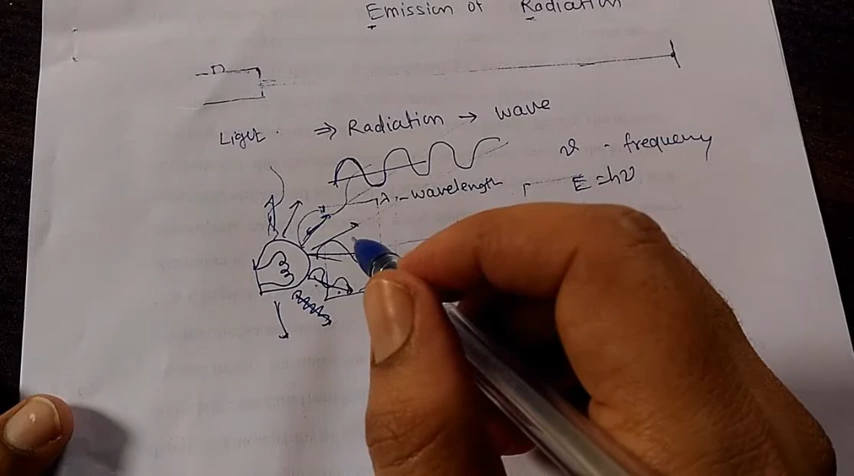 Emission of Radiation
Light ⇒ Radiation → wave
λ - wavelength
ν - frequency
E = hν